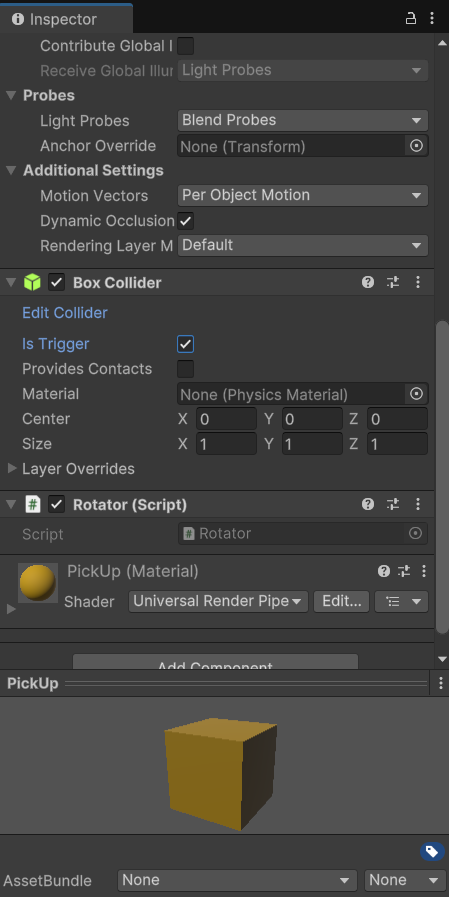 Inspector
Contribute Global I
Receive Global Illur Light Probes
Probes
Light Probes Blend Probes
Anchor Override None (Transform)
Additional Settings
Motion Vectors Per Object Motion
Dynamic Occlusion
Rendering Layer M Default
Box Collider
Edit Collider
Is Trigger
Provides Contacts
Material None (Physics Material)
Center X 0 Y 0 Z 0
Size X 1 Y 1 Z 1
Layer Overrides
# Rotator (Script)
Script # Rotator
PickUp (Material)
Shader Universal Render Pipe Edit...
Add Component
PickUp
AssetBundle None None